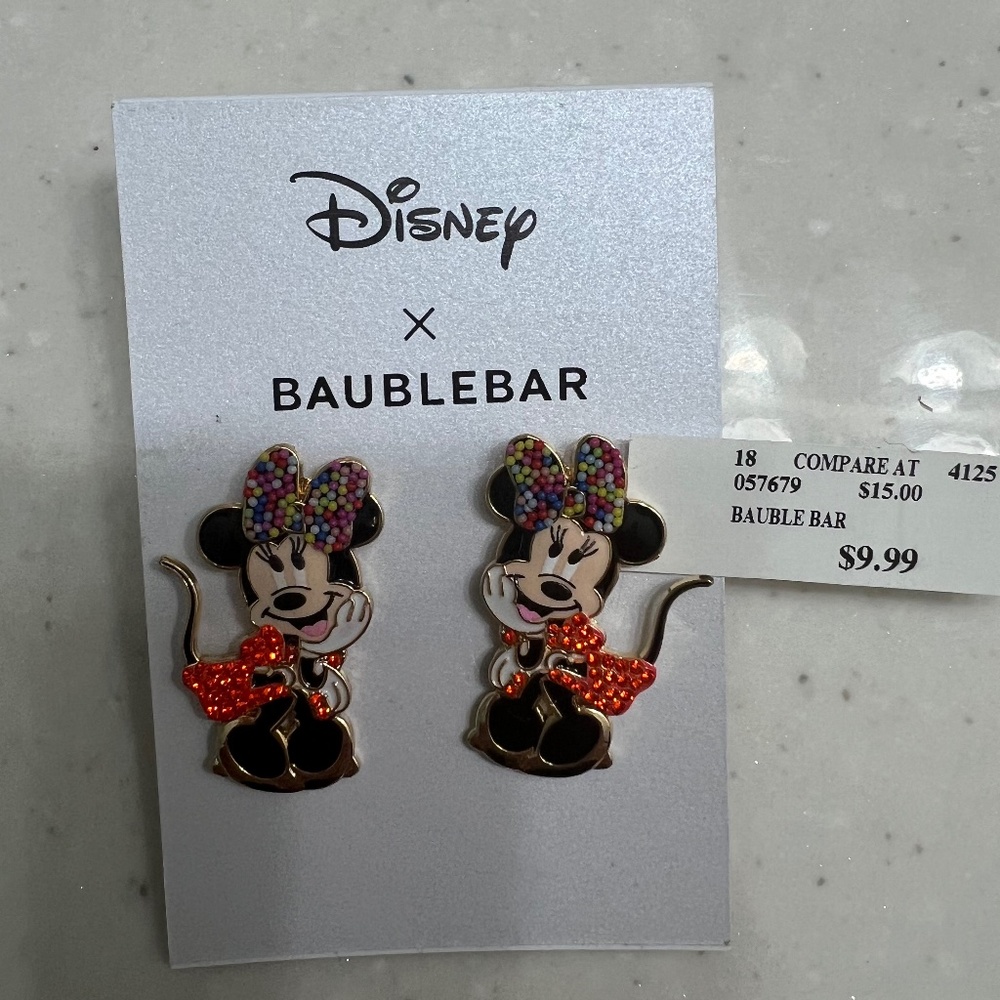 Disney
×
BAUBLEBAR
18 COMPARE AT 4125
057679 $15.00
BAUBLE BAR
$9.99